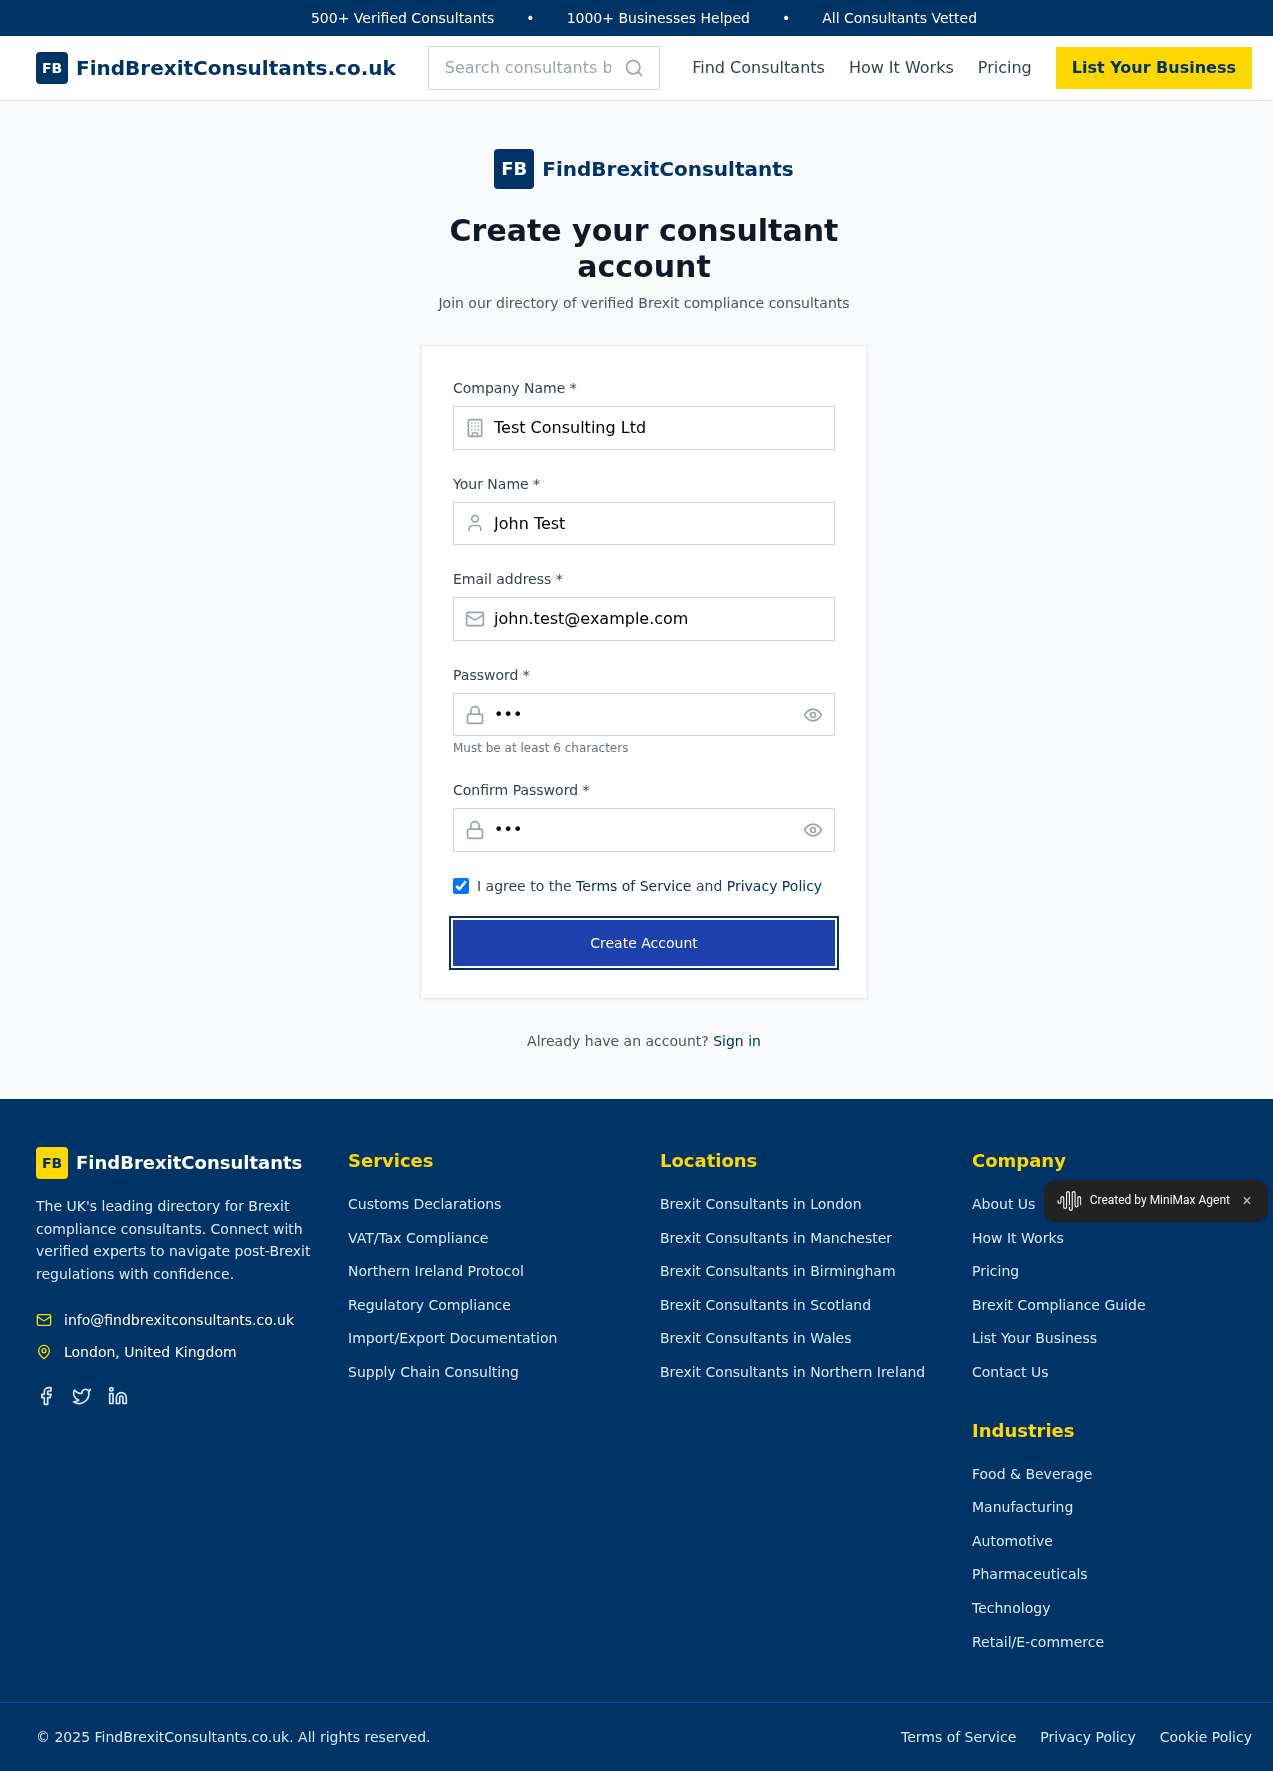 500+ Verified Consultants • 1000+ Businesses Helped • All Consultants Vetted
FB FindBrexitConsultants.co.uk Search consultants b Find Consultants How It Works Pricing List Your Business
FB FindBrexitConsultants
Create your consultant
account
Join our directory of verified Brexit compliance consultants
Company Name *
Test Consulting Ltd
Your Name *
John Test
Email address *
john.test@example.com
Password *
•••
Must be at least 6 characters
Confirm Password *
•••
I agree to the Terms of Service and Privacy Policy
Create Account
Already have an account? Sign in
FB FindBrexitConsultants
The UK's leading directory for Brexit
compliance consultants. Connect with
verified experts to navigate post-Brexit
regulations with confidence.
info@findbrexitconsultants.co.uk
London, United Kingdom
Services
Customs Declarations
VAT/Tax Compliance
Northern Ireland Protocol
Regulatory Compliance
Import/Export Documentation
Supply Chain Consulting
Locations
Brexit Consultants in London
Brexit Consultants in Manchester
Brexit Consultants in Birmingham
Brexit Consultants in Scotland
Brexit Consultants in Wales
Brexit Consultants in Northern Ireland
Company
About Us
Created by MiniMax Agent ×
How It Works
Pricing
Brexit Compliance Guide
List Your Business
Contact Us
Industries
Food & Beverage
Manufacturing
Automotive
Pharmaceuticals
Technology
Retail/E-commerce
© 2025 FindBrexitConsultants.co.uk. All rights reserved.
Terms of Service Privacy Policy Cookie Policy